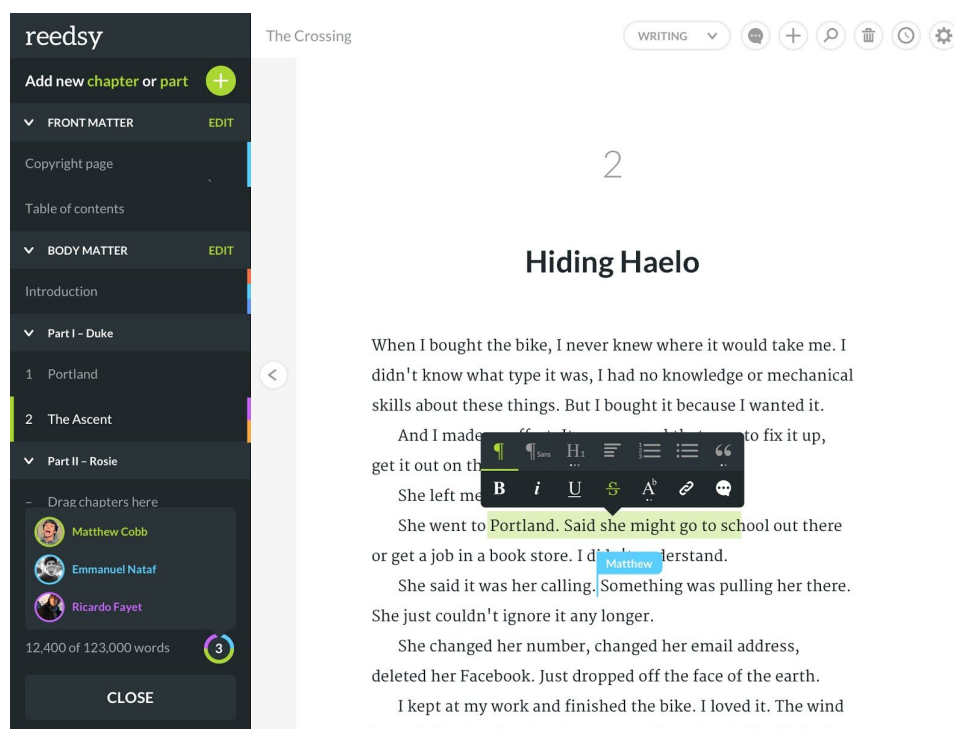 reedsy
The Crossing
WRITING
Add new chapter or part
FRONT MATTER EDIT
Copyright page
Table of contents
BODY MATTER EDIT
Introduction
Part I – Duke
1 Portland
2 The Ascent
Part II – Rosie
– Drag chapters here
Matthew Cobb
Emmanuel Nataf
Ricardo Fayet
12,400 of 123,000 words 3
CLOSE
2
Hiding Haelo
When I bought the bike, I never knew where it would take me. I
didn't know what type it was, I had no knowledge or mechanical
skills about these things. But I bought it because I wanted it.
And I made to fix it up,
get it out on
¶ ¶ Sans H1 1 2 3 “
B i U S Ab
She left me
She went to Portland. Said she might go to school out there
or get a job in a book store. I didn't understand.
Matthew
She said it was her calling. Something was pulling her there.
She just couldn't ignore it any longer.
She changed her number, changed her email address,
deleted her Facebook. Just dropped off the face of the earth.
I kept at my work and finished the bike. I loved it. The wind